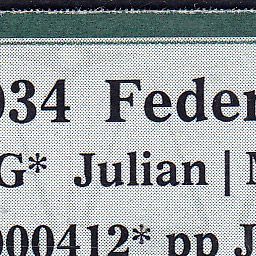 034 Feder
G* Julian | M
000412* pp J